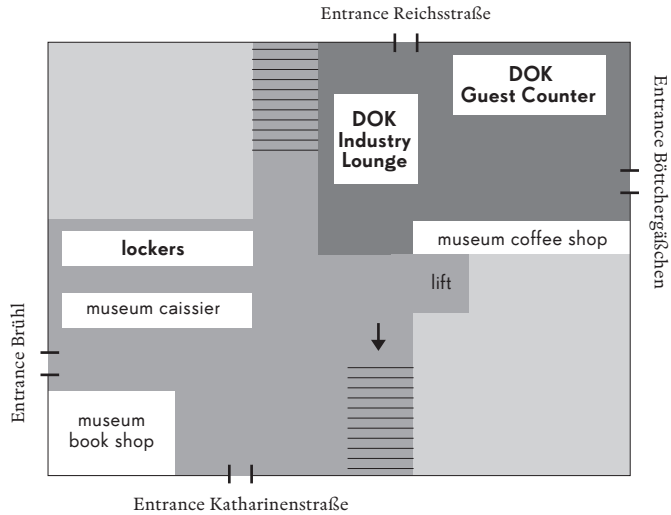 Entrance Reichsstraße
DOK
Guest Counter
DOK
Industry
Lounge
Entrance Böttchergäßchen
lockers
museum coffee shop
lift
museum caissier
Entrance Brühl
museum
book shop
Entrance Katharinenstraße